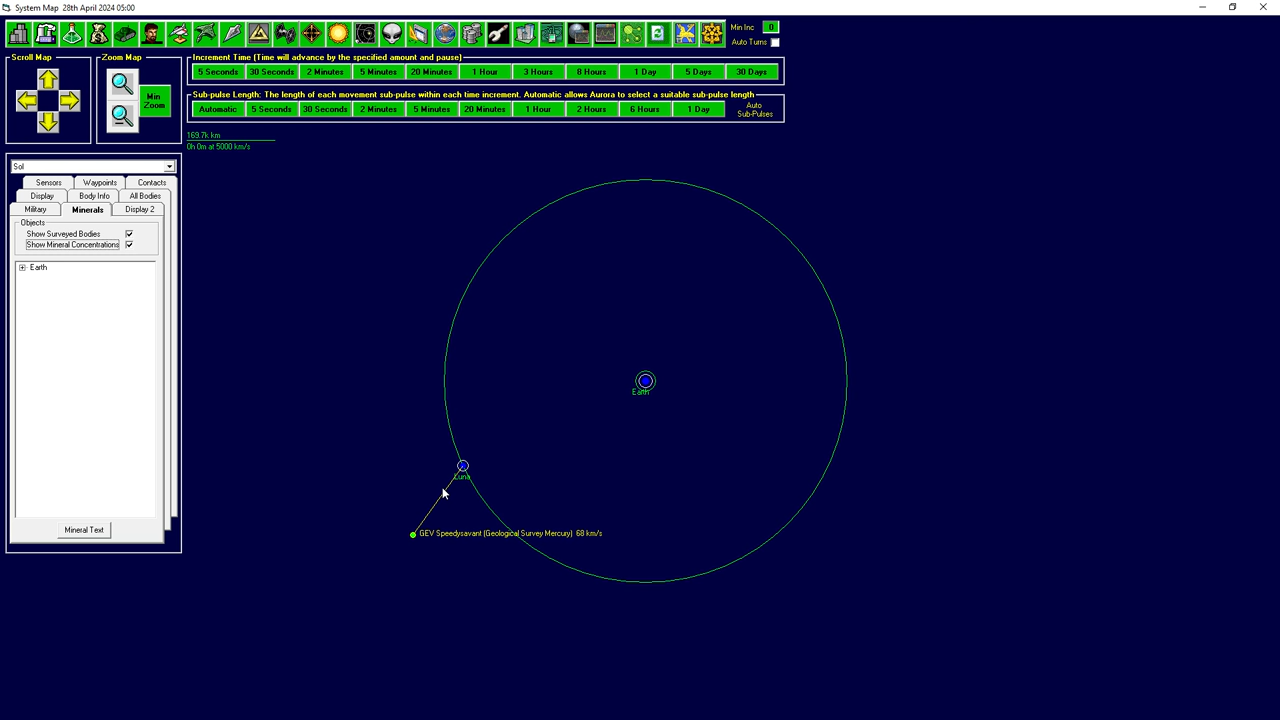 System Map 28th April 2024 05:00
Min Inc 0
Auto Turns
Scroll Map
Zoom Map
Min Zoom
Increment Time [Time will advance by the specified amount and pause]
5 Seconds 30 Seconds 2 Minutes 5 Minutes 20 Minutes 1 Hour 3 Hours 8 Hours 1 Day 5 Days 30 Days
Sub-pulse Length: The length of each movement sub-pulse within each time increment. Automatic allows Aurora to select a suitable sub-pulse length
Automatic 5 Seconds 30 Seconds 2 Minutes 5 Minutes 20 Minutes 1 Hour 2 Hours 6 Hours 1 Day
Auto Sub-Pulses
169.7k km
0h 0m at 5000 km/s
Sol
Sensors Waypoints Contacts
Display Body Info All Bodies
Military Minerals Display 2
Objects
Show Surveyed Bodies
Show Mineral Concentrations
Earth
Mineral Text
Earth
Luna
GEV Speedysavant (Geological Survey Mercury) 68 km/s